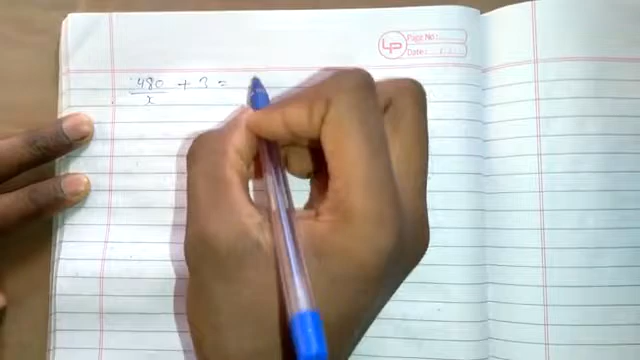 LP Page No:
Date:
480/x + 3 =